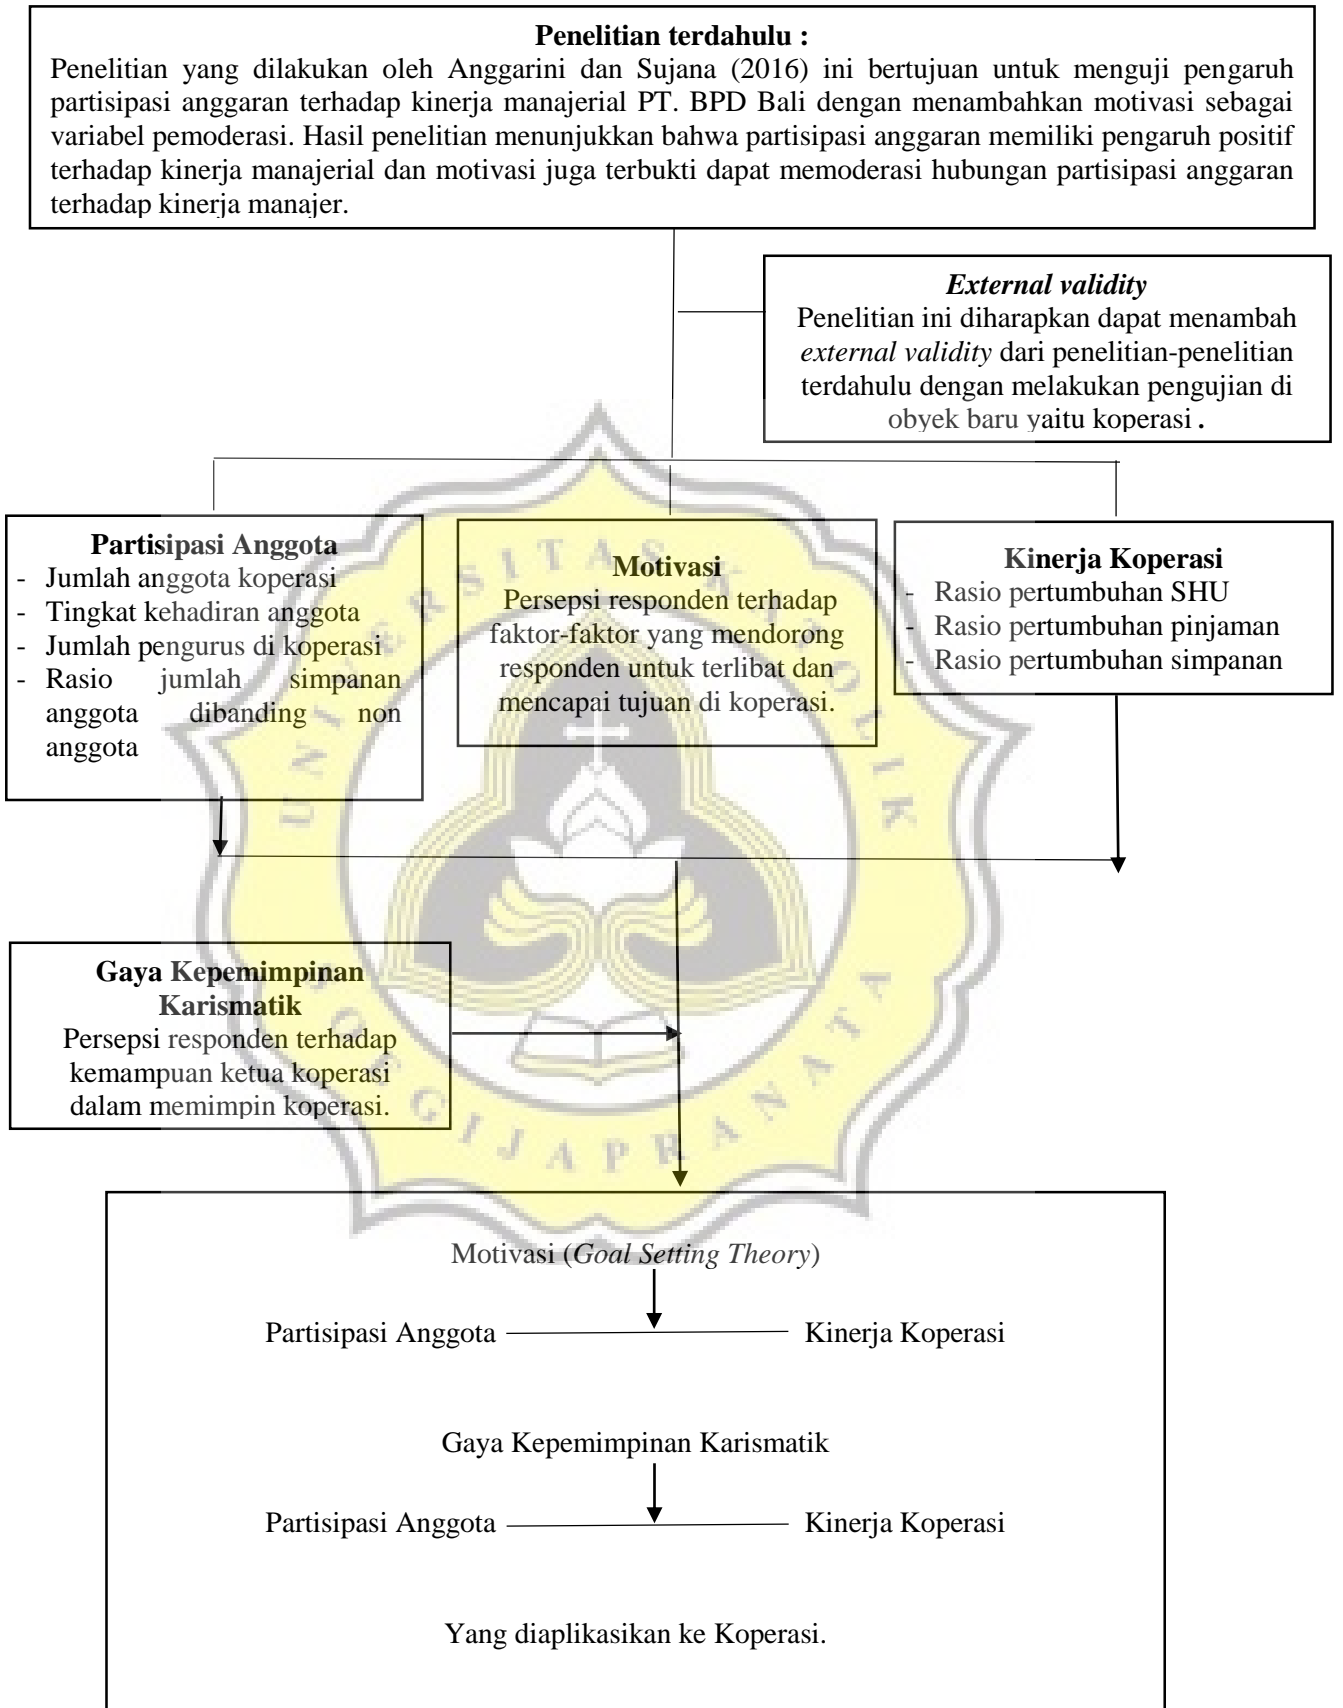 Penelitian terdahulu :
Penelitian yang dilakukan oleh Anggarini dan Sujana (2016) ini bertujuan untuk menguji pengaruh
partisipasi anggaran terhadap kinerja manajerial PT. BPD Bali dengan menambahkan motivasi sebagai
variabel pemoderasi. Hasil penelitian menunjukkan bahwa partisipasi anggaran memiliki pengaruh positif
terhadap kinerja manajerial dan motivasi juga terbukti dapat memoderasi hubungan partisipasi anggaran
terhadap kinerja manajer.
External validity
Penelitian ini diharapkan dapat menambah
external validity dari penelitian-penelitian
terdahulu dengan melakukan pengujian di
obyek baru yaitu koperasi.
Partisipasi Anggota
- Jumlah anggota koperasi
- Tingkat kehadiran anggota
- Jumlah pengurus di koperasi
- Rasio jumlah simpanan
anggota dibanding non
anggota
Motivasi
Persepsi responden terhadap
faktor-faktor yang mendorong
responden untuk terlibat dan
mencapai tujuan di koperasi.
Kinerja Koperasi
- Rasio pertumbuhan SHU
- Rasio pertumbuhan pinjaman
- Rasio pertumbuhan simpanan
UNIVERSITAS KATOLIK
SOEGIJAPRANATA
Gaya Kepemimpinan
Karismatik
Persepsi responden terhadap
kemampuan ketua koperasi
dalam memimpin koperasi.
Motivasi (Goal Setting Theory)
Partisipasi Anggota Kinerja Koperasi
Gaya Kepemimpinan Karismatik
Partisipasi Anggota Kinerja Koperasi
Yang diaplikasikan ke Koperasi.